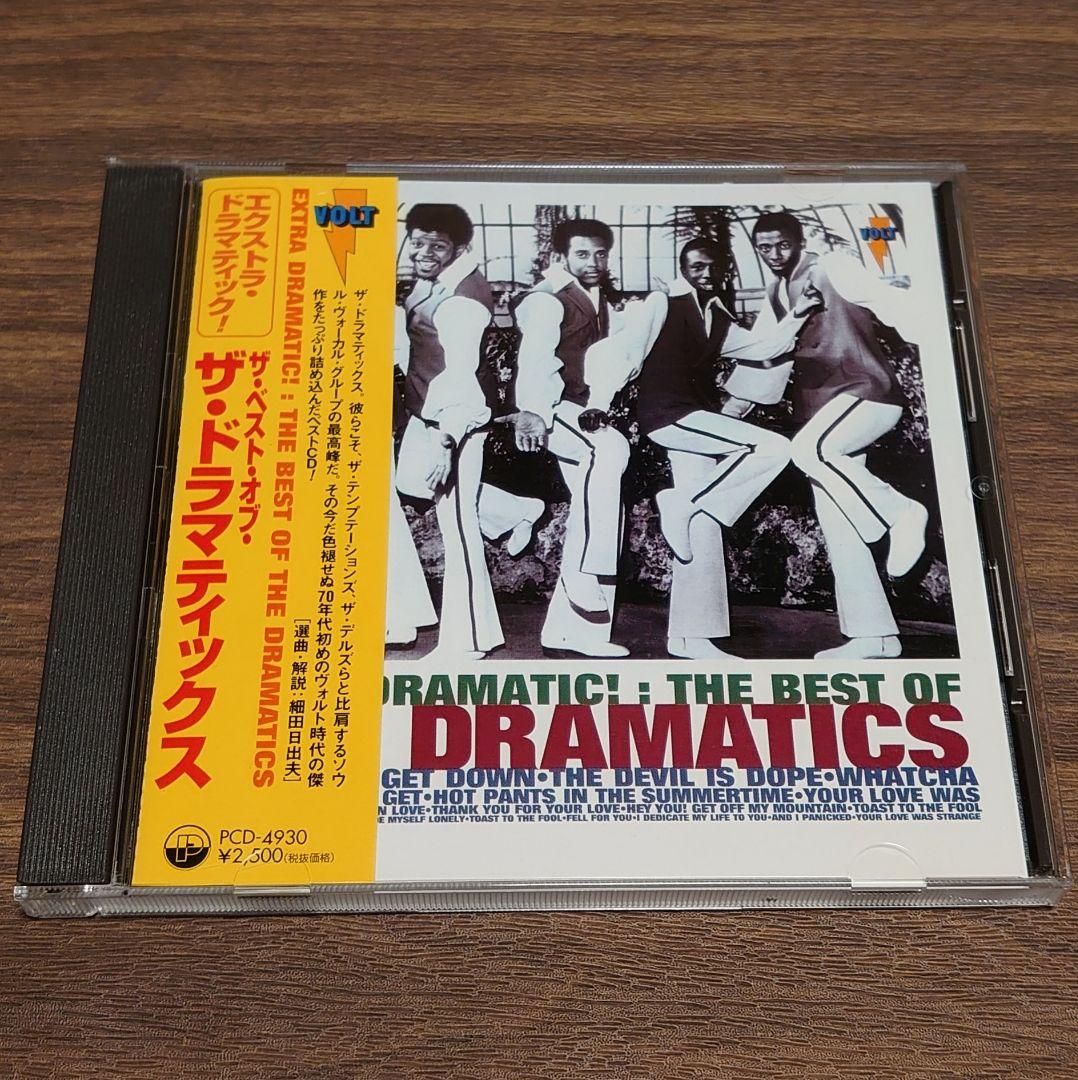 エクストラ・
ドラマティック!
ザ・ベスト・オブ・
ザ・ドラマティックス
EXTRA DRAMATIC! : THE BEST OF THE DRAMATICS
VOLT
ザ・ドラマティックス。彼らこそ、ザ・テンプテーションズ、ザ・デルズらと比肩するソウ
ル・ヴォーカル・グループの最高峰だ。その今だ色褪せぬ70年代初めのヴォルト時代の傑
作をたっぷり詰め込んだベストCD!
[選曲・解説:細田日出夫]
P
PCD-4930
¥2,500(税抜価格)
VOLT
DRAMATIC! : THE BEST OF
DRAMATICS
GET DOWN•THE DEVIL IS DOPE•WHATCHA
GET•HOT PANTS IN THE SUMMERTIME•YOUR LOVE WAS
N LOVE•THANK YOU FOR YOUR LOVE•HEY YOU! GET OFF MY MOUNTAIN•TOAST TO THE FOOL
E MYSELF LONELY•TOAST TO THE FOOL•FELL FOR YOU•I DEDICATE MY LIFE TO YOU•AND I PANICKED•YOUR LOVE WAS STRANGE